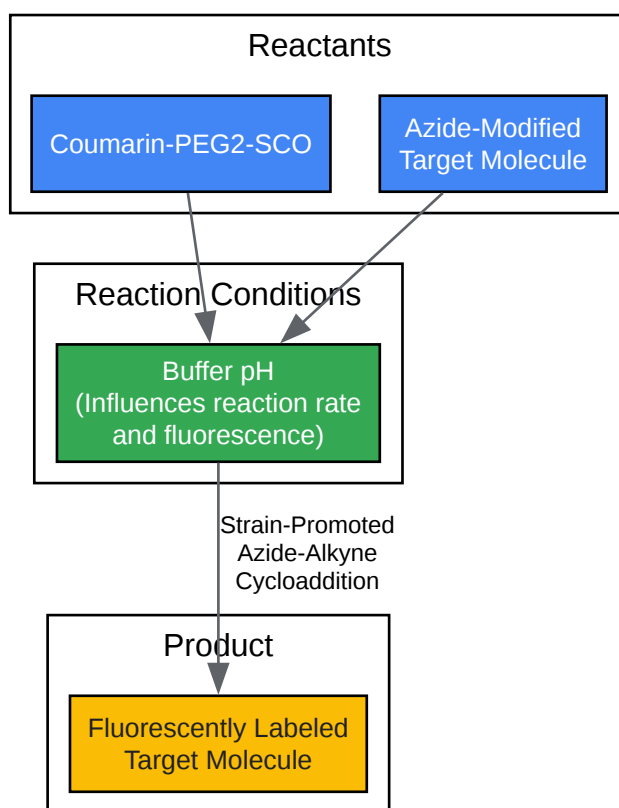 Reactants
Coumarin-PEG2-SCO
Azide-Modified
Target Molecule
Reaction Conditions
Buffer pH
(Influences reaction rate
and fluorescence)
Strain-Promoted
Azide-Alkyne
Cycloaddition
Product
Fluorescently Labeled
Target Molecule